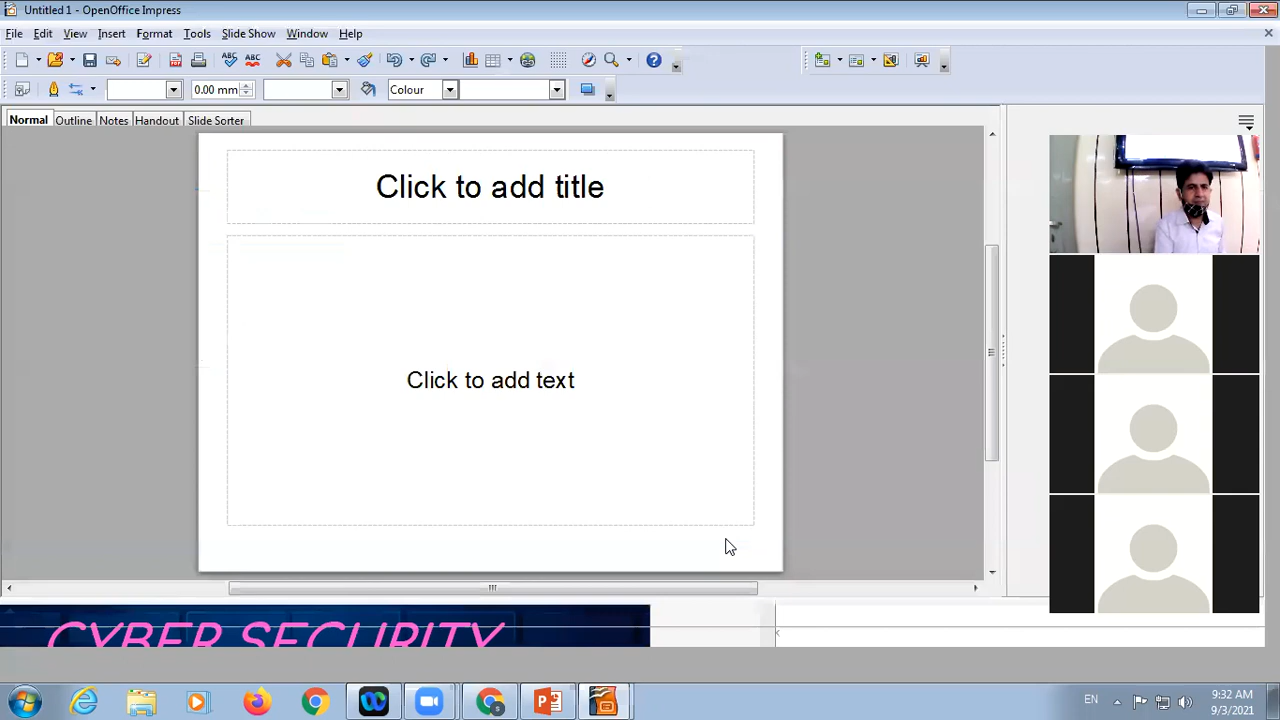 Untitled 1 - OpenOffice Impress
File Edit View Insert Format Tools Slide Show Window Help
0.00 mm Colour
Normal Outline Notes Handout Slide Sorter
Click to add title
Click to add text
CYBER SECURITY
EN 9:32 AM
9/3/2021